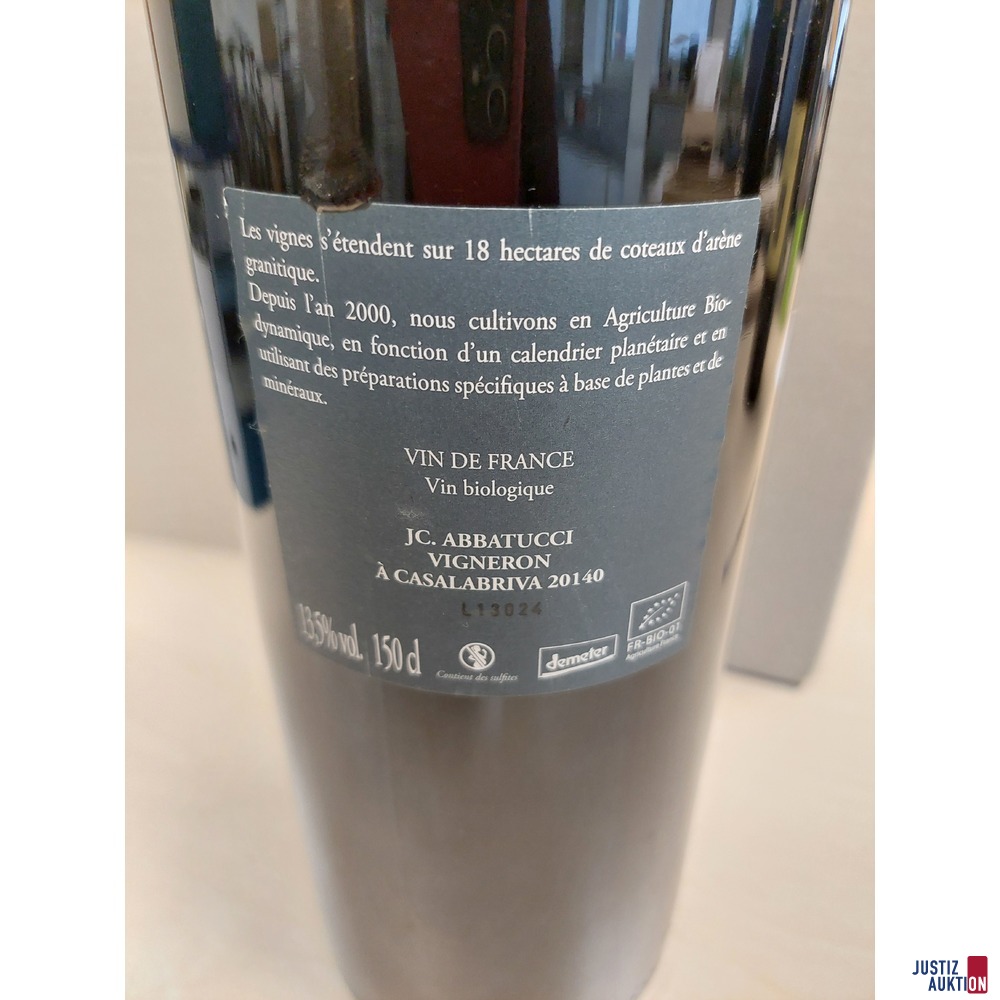 Les vignes s'étendent sur 18 hectares de coteaux d'arène
granitique.
Depuis l'an 2000, nous cultivons en Agriculture Bio-
dynamique, en fonction d'un calendrier planétaire et en
utilisant des préparations spécifiques à base de plantes et de
minéraux.
VIN DE FRANCE
Vin biologique
JC. ABBATUCCI
VIGNERON
À CASALABRIVA 20140
L13024
13,5% vol. 150 cl
Contient des sulfites
demeter
FR-BIO-01
Agriculture France
JUSTIZ
AUKTION